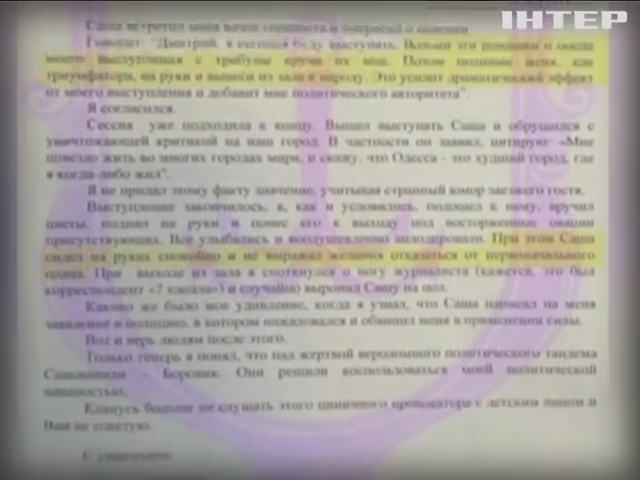 ІНТЕР
Саша встретил меня возле горсовета и попросил о помощи
Говорит: "Дмитрий, я сегодня буду выступать. Возьми эти ромашки и после
моего выступления с трибуны вручи их мне. Потом подними меня, как
триумфатора, на руки и вынеси из зала к народу. Это усилит драматический эффект
от моего выступления и добавит мне политического авторитета".
Я согласился.
Сессия уже подходила к концу. Вышел выступать Саша и обрушился с
уничтожающей критикой на наш город. В частности он заявил, цитирую: «Мне
повезло жить во многих городах мира, и скажу, что Одесса - это худший город, где
я когда-либо жил".
Я не придал этому факту значение, учитывая странный юмор заезжего гостя.
Выступление закончилось, я, как и условились, подошел к нему, вручил
цветы, поднял на руки и понес его к выходу под восторженные овации
присутствующих. Все улыбались и воодушевленно аплодировали. При этом Саша
сидел на руках спокойно и не выражал желания отказаться от первоначального
плана. При выходе из зала я споткнулся о ногу журналиста (кажется, это был
корреспондент «7 канала») и случайно выронил Сашу на пол.
Каково же было мое удивление, когда я узнал, что Саша написал на меня
заявление в полицию, в котором пожаловался и обвинил меня в применении силы.
Вот и верь людям после этого.
Только теперь я понял, что пал жертвой вероломного политического тандема
Саакашвили – Боровик. Они решили воспользоваться моей политической
наивностью.
Клянусь больше не слушать этого циничного провокатора с детским лицом и
Вам не советую.
С уважением